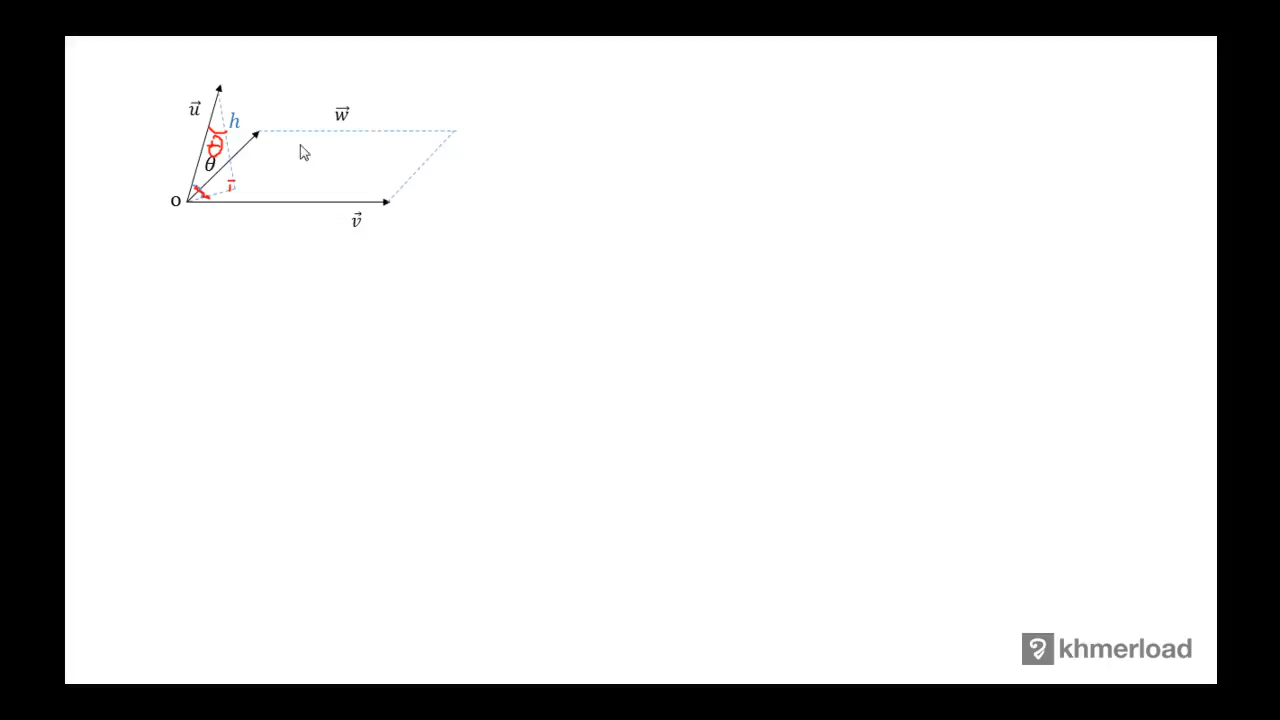 u⃗
h
w⃗
θ
θ
o
v⃗
khmerload